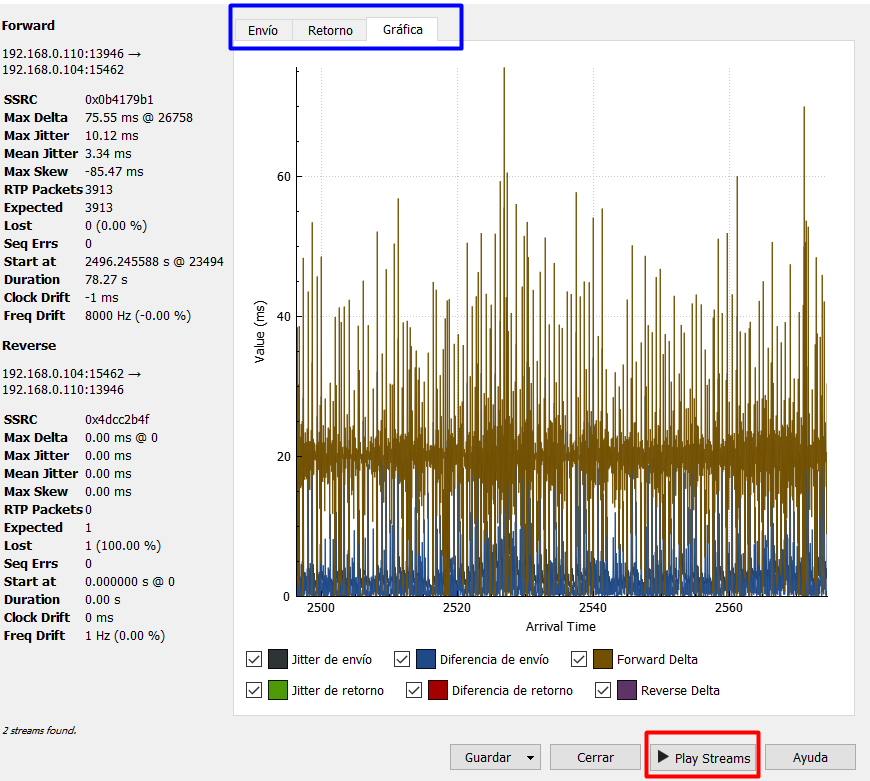 Forward
192.168.0.110:13946 →
192.168.0.104:15462
SSRC 0x0b4179b1
Max Delta 75.55 ms @ 26758
Max Jitter 10.12 ms
Mean Jitter 3.34 ms
Max Skew -85.47 ms
RTP Packets 3913
Expected 3913
Lost 0 (0.00 %)
Seq Errs 0
Start at 2496.245588 s @ 23494
Duration 78.27 s
Clock Drift -1 ms
Freq Drift 8000 Hz (-0.00 %)
Reverse
192.168.0.104:15462 →
192.168.0.110:13946
SSRC 0x4dcc2b4f
Max Delta 0.00 ms @ 0
Max Jitter 0.00 ms
Mean Jitter 0.00 ms
Max Skew 0.00 ms
RTP Packets 0
Expected 1
Lost 1 (100.00 %)
Seq Errs 0
Start at 0.000000 s @ 0
Duration 0.00 s
Clock Drift 0 ms
Freq Drift 1 Hz (0.00 %)
2 streams found.
Envío Retorno Gráfica
Value (ms)
60
40
20
0
2500 2520 2540 2560
Arrival Time
Jitter de envío Diferencia de envío Forward Delta
Jitter de retorno Diferencia de retorno Reverse Delta
Guardar Cerrar Play Streams Ayuda